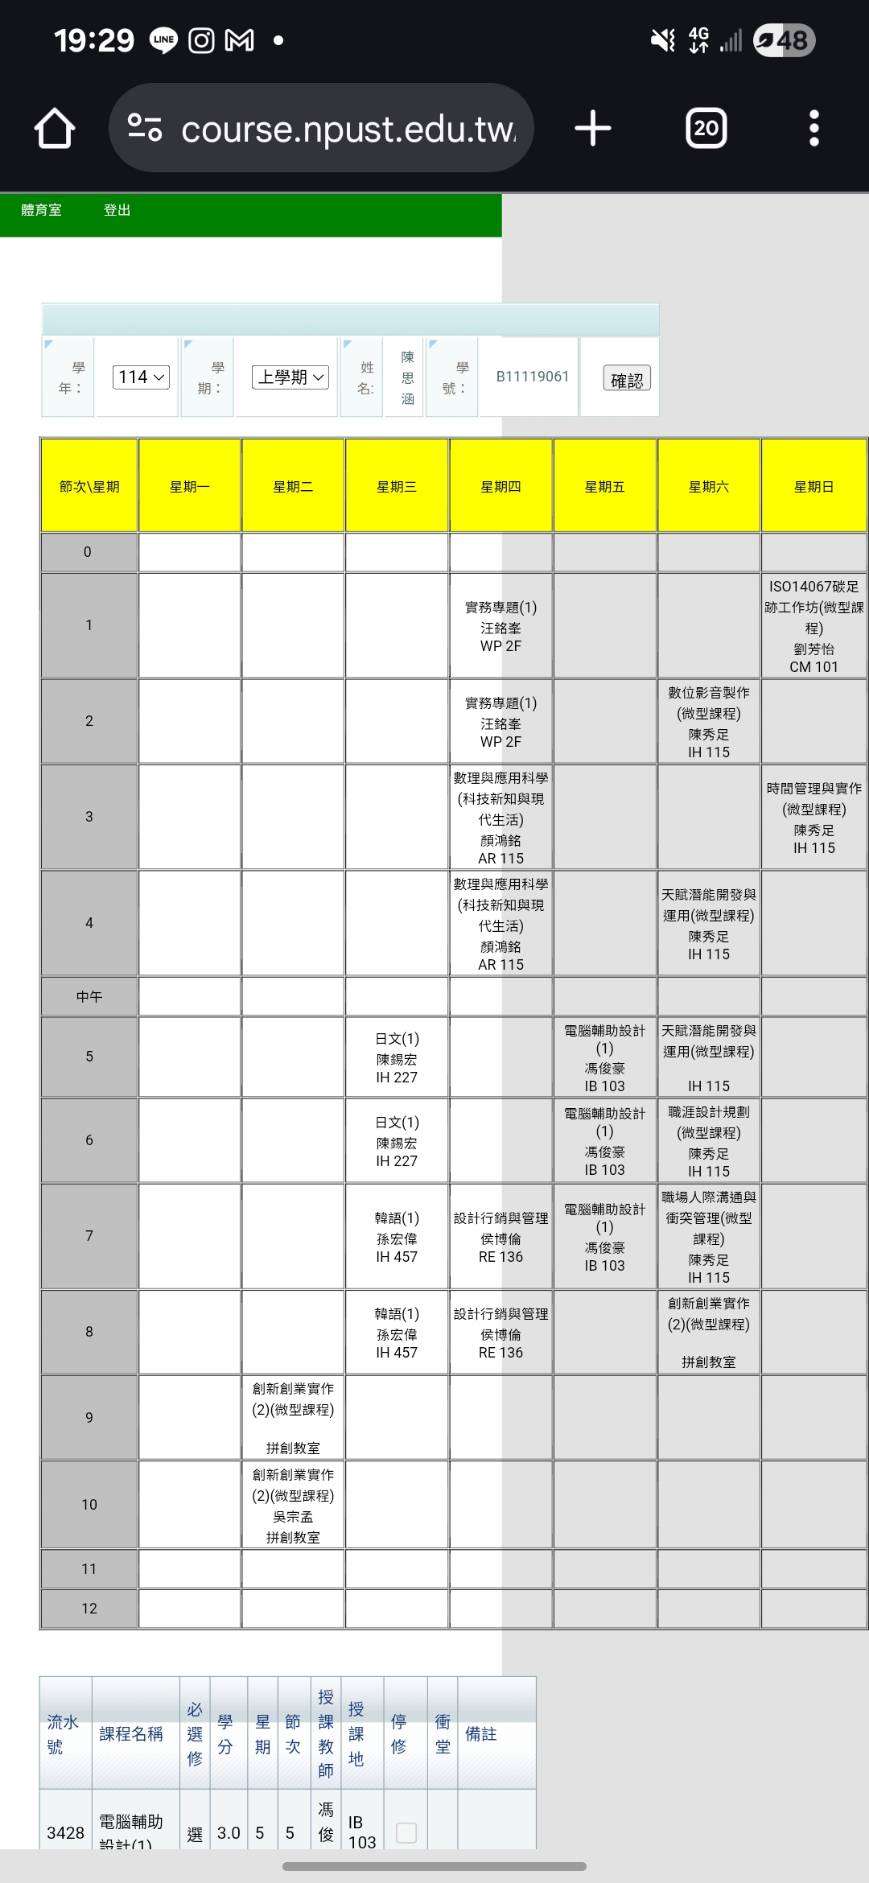 19:29
LINE
4G
48
course.npust.edu.tw
20
體育室 登出
學年： 114 學期： 上學期 姓名: 陳思涵 學號： B11119061 確認
節次\星期 星期一 星期二 星期三 星期四 星期五 星期六 星期日
0
1
實務專題(1)
汪銘峯
WP 2F
ISO14067碳足
跡工作坊(微型課
程)
劉芳怡
CM 101
2
實務專題(1)
汪銘峯
WP 2F
數位影音製作
(微型課程)
陳秀足
IH 115
3
數理與應用科學
(科技新知與現
代生活)
顏鴻銘
AR 115
時間管理與實作
(微型課程)
陳秀足
IH 115
4
數理與應用科學
(科技新知與現
代生活)
顏鴻銘
AR 115
天賦潛能開發與
運用(微型課程)
陳秀足
IH 115
中午
5
日文(1)
陳錫宏
IH 227
電腦輔助設計
(1)
馮俊豪
IB 103
天賦潛能開發與
運用(微型課程)
IH 115
6
日文(1)
陳錫宏
IH 227
電腦輔助設計
(1)
馮俊豪
IB 103
職涯設計規劃
(微型課程)
陳秀足
IH 115
7
韓語(1)
孫宏偉
IH 457
設計行銷與管理
侯博倫
RE 136
電腦輔助設計
(1)
馮俊豪
IB 103
職場人際溝通與
衝突管理(微型
課程)
陳秀足
IH 115
8
韓語(1)
孫宏偉
IH 457
設計行銷與管理
侯博倫
RE 136
創新創業實作
(2)(微型課程)
拼創教室
9
創新創業實作
(2)(微型課程)
拼創教室
10
創新創業實作
(2)(微型課程)
吳宗孟
拼創教室
11
12
流水號 課程名稱 必選修 學分 星期 節次 授課教師 授課地 停修 衝堂 備註
3428 電腦輔助設計(1) 選 3.0 5 5 馮俊 IB 103